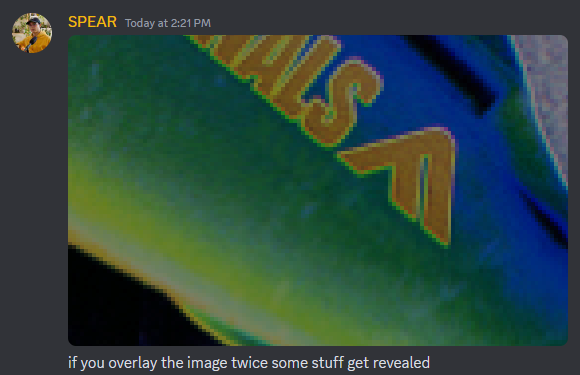 SPEAR Today at 2:21 PM
NALS
if you overlay the image twice some stuff get revealed